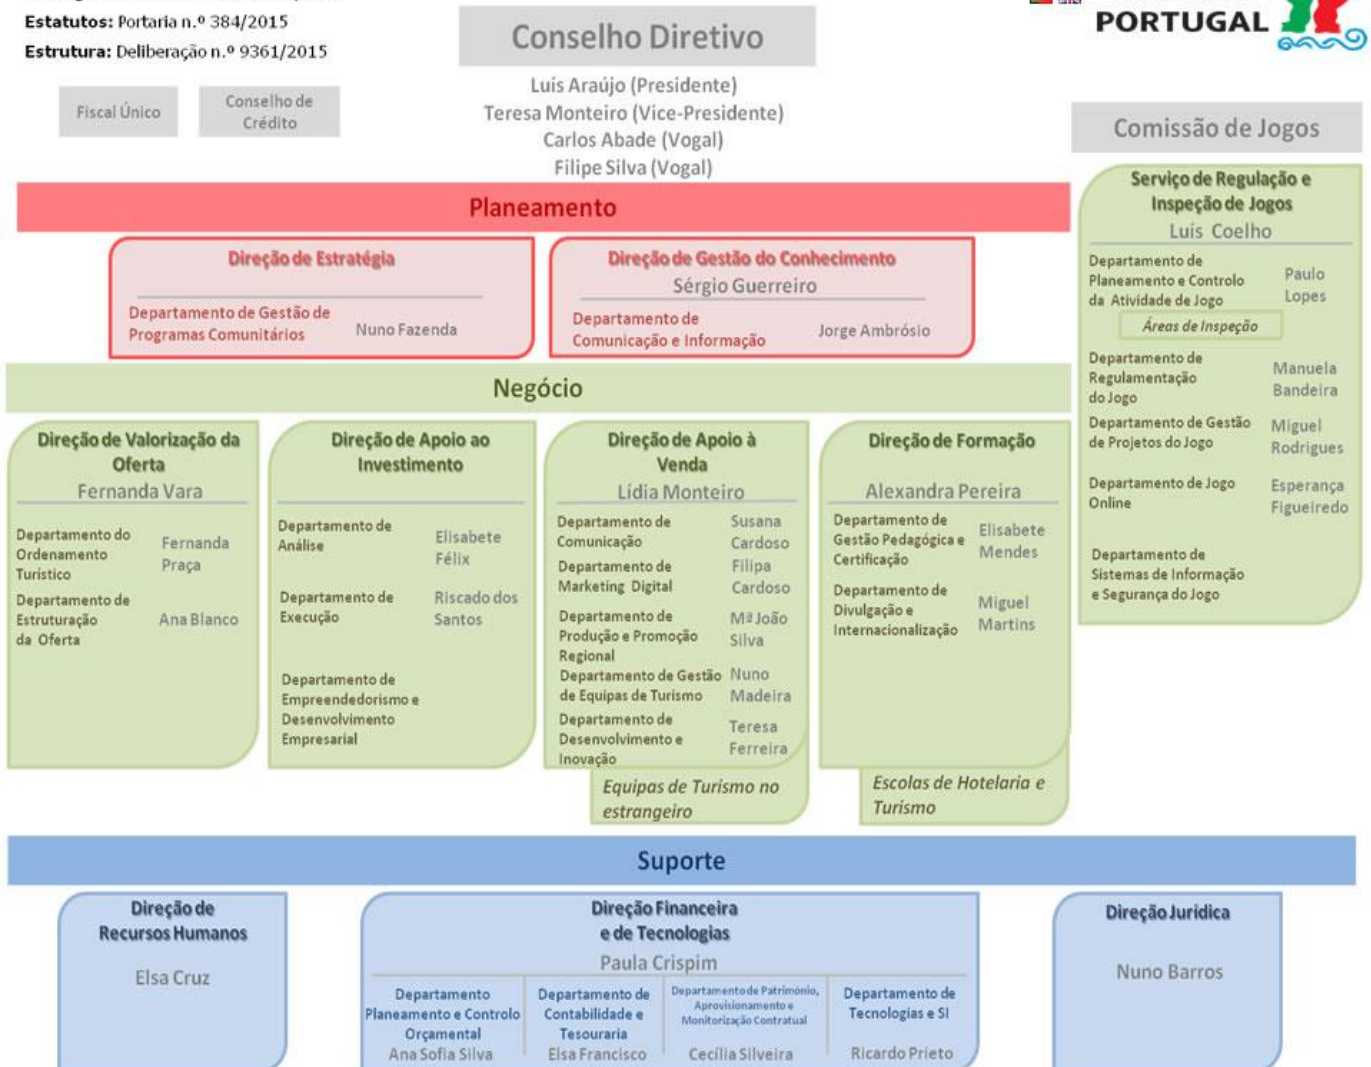 Estatutos: Portaria n.º 384/2015
Estrutura: Deliberação n.º 9361/2015
PORTUGAL
Conselho Diretivo
Luís Araújo (Presidente)
Teresa Monteiro (Vice-Presidente)
Carlos Abade (Vogal)
Filipe Silva (Vogal)
Fiscal Único
Conselho de
Crédito
Comissão de Jogos
Serviço de Regulação e
Inspeção de Jogos
Luis Coelho
Departamento de
Planeamento e Controlo
da Atividade de Jogo
Paulo
Lopes
Áreas de Inspeção
Departamento de
Regulamentação
do Jogo
Manuela
Bandeira
Departamento de Gestão
de Projetos do Jogo
Miguel
Rodrigues
Departamento de Jogo
Online
Esperança
Figueiredo
Departamento de
Sistemas de Informação
e Segurança do Jogo
Planeamento
Direção de Estratégia
Departamento de Gestão de
Programas Comunitários
Nuno Fazenda
Direção de Gestão do Conhecimento
Sérgio Guerreiro
Departamento de
Comunicação e Informação
Jorge Ambrósio
Negócio
Direção de Valorização da
Oferta
Fernanda Vara
Departamento do
Ordenamento
Turístico
Fernanda
Praça
Departamento de
Estruturação
da Oferta
Ana Blanco
Direção de Apoio ao
Investimento
Departamento de
Análise
Elisabete
Félix
Departamento de
Execução
Riscado dos
Santos
Departamento de
Empreendedorismo e
Desenvolvimento
Empresarial
Direção de Apoio à
Venda
Lídia Monteiro
Departamento de
Comunicação
Susana
Cardoso
Departamento de
Marketing Digital
Filipa
Cardoso
Departamento de
Produção e Promoção
Regional
Mª João
Silva
Departamento de Gestão
de Equipas de Turismo
Nuno
Madeira
Departamento de
Desenvolvimento e
Inovação
Teresa
Ferreira
Equipas de Turismo no
estrangeiro
Direção de Formação
Alexandra Pereira
Departamento de
Gestão Pedagógica e
Certificação
Elisabete
Mendes
Departamento de
Divulgação e
Internacionalização
Miguel
Martins
Escolas de Hotelaria e
Turismo
Suporte
Direção de
Recursos Humanos
Elsa Cruz
Direção Financeira
e de Tecnologias
Paula Crispim
Departamento
Planeamento e Controlo
Orçamental
Ana Sofia Silva
Departamento de
Contabilidade e
Tesouraria
Elsa Francisco
Departamento de Património,
Aprovisionamento e
Monitorização Contratual
Cecília Silveira
Departamento de
Tecnologias e SI
Ricardo Prieto
Direção Jurídica
Nuno Barros